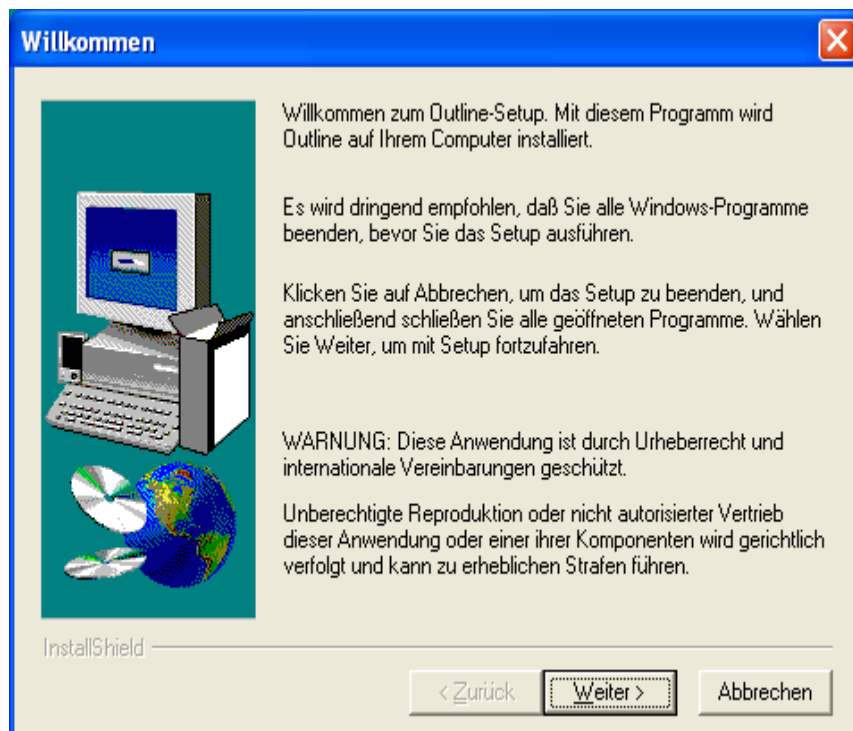 Willkommen
Willkommen zum Outline-Setup. Mit diesem Programm wird
Outline auf Ihrem Computer installiert.
Es wird dringend empfohlen, daß Sie alle Windows-Programme
beenden, bevor Sie das Setup ausführen.
Klicken Sie auf Abbrechen, um das Setup zu beenden, und
anschließend schließen Sie alle geöffneten Programme. Wählen
Sie Weiter, um mit Setup fortzufahren.
WARNUNG: Diese Anwendung ist durch Urheberrecht und
internationale Vereinbarungen geschützt.
Unberechtigte Reproduktion oder nicht autorisierter Vertrieb
dieser Anwendung oder einer ihrer Komponenten wird gerichtlich
verfolgt und kann zu erheblichen Strafen führen.
InstallShield
< Zurück Weiter > Abbrechen